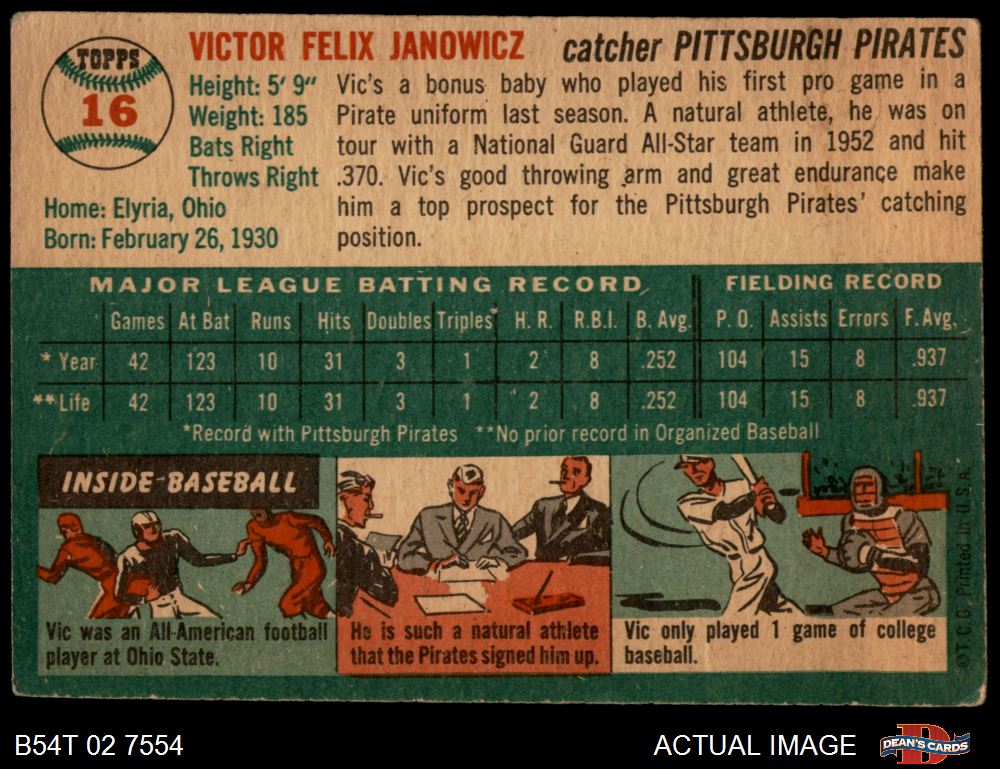 TOPPS
16
VICTOR FELIX JANOWICZ catcher PITTSBURGH PIRATES
Height: 5' 9"
Weight: 185
Bats Right
Throws Right
Home: Elyria, Ohio
Born: February 26, 1930
Vic's a bonus baby who played his first pro game in a
Pirate uniform last season. A natural athlete, he was on
tour with a National Guard All-Star team in 1952 and hit
.370. Vic's good throwing arm and great endurance make
him a top prospect for the Pittsburgh Pirates' catching
position.
MAJOR LEAGUE BATTING RECORD FIELDING RECORD
Games At Bat Runs Hits Doubles Triples H. R. R.B.I. B. Avg. P. O. Assists Errors F. Avg.
* Year 42 123 10 31 3 1 2 8 .252 104 15 8 .937
**Life 42 123 10 31 3 1 2 8 .252 104 15 8 .937
*Record with Pittsburgh Pirates **No prior record in Organized Baseball
INSIDE-BASEBALL
Vic was an All-American football
player at Ohio State.
He is such a natural athlete
that the Pirates signed him up.
Vic only played 1 game of college
baseball.
©T.C.G. Printed in U.S.A.
B54T 02 7554
ACTUAL IMAGE
DEAN'S CARDS